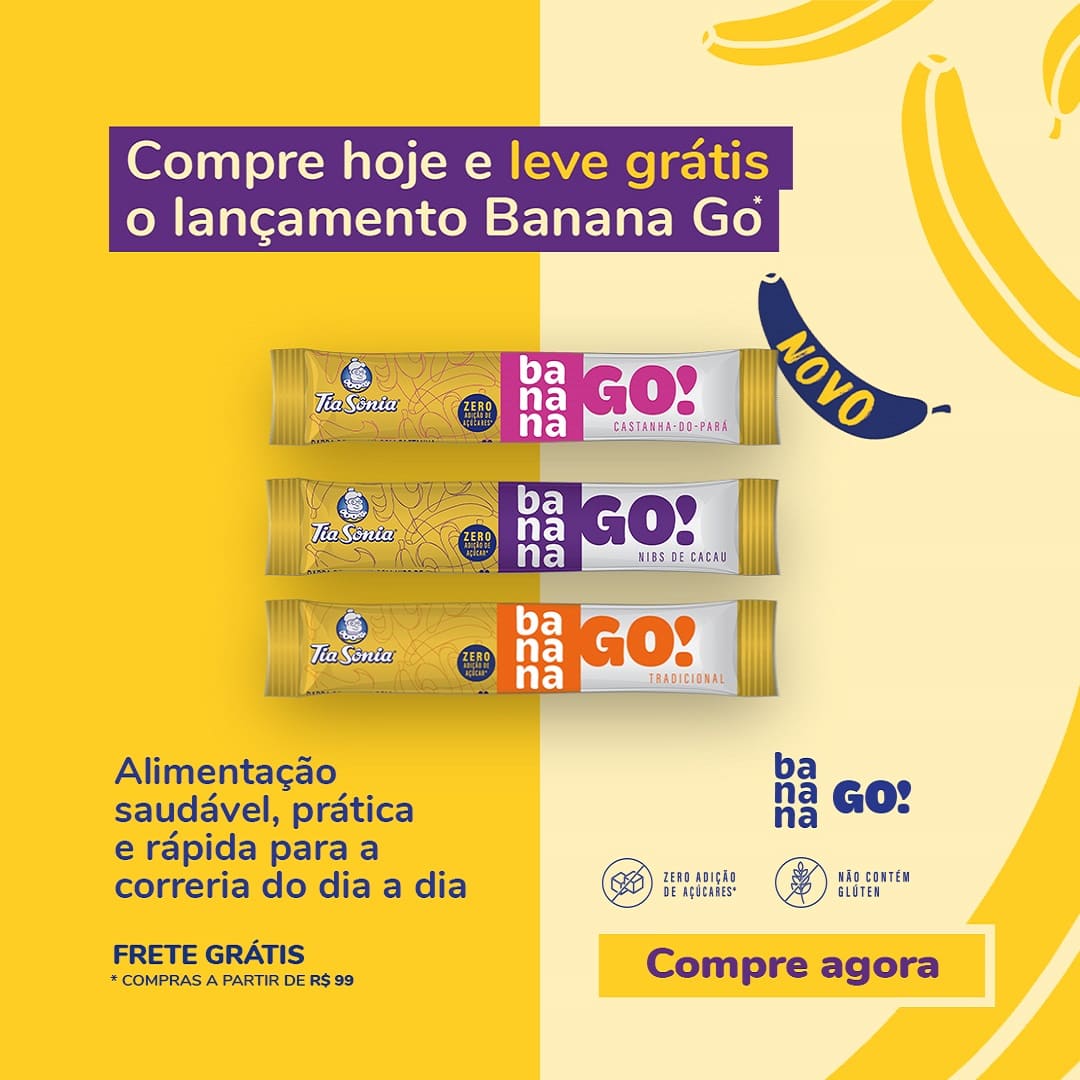 Compre hoje e leve grátis
o lançamento Banana Go*
NOVO
Tia Sônia
ZERO
ADIÇÃO DE
AÇÚCARES*
ba
na
na
GO!
CASTANHA-DO-PARÁ
Tia Sônia
ZERO
ADIÇÃO DE
AÇÚCAR*
ba
na
na
GO!
NIBS DE CACAU
Tia Sônia
ZERO
ADIÇÃO DE
AÇÚCAR*
ba
na
na
GO!
TRADICIONAL
Alimentação
saudável, prática
e rápida para a
correria do dia a dia
FRETE GRÁTIS
* COMPRAS A PARTIR DE R$ 99
ba
na
na
GO!
ZERO ADIÇÃO
DE AÇÚCARES*
NÃO CONTÉM
GLÚTEN
Compre agora